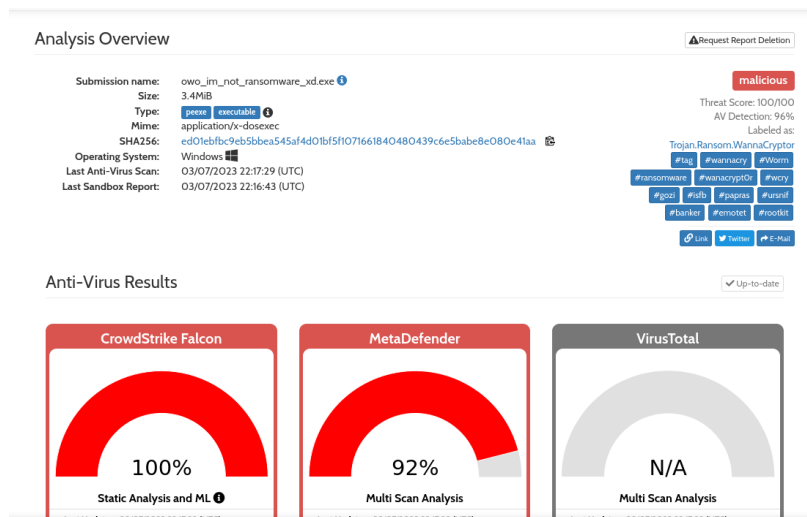 Analysis Overview
Request Report Deletion
Submission name: owo_im_not_ransomware_xd.exe
Size: 3.4MiB
Type: peexe executable
Mime: application/x-dosexec
SHA256: ed01ebfbc9eb5bbea545af4d01bf5f1071661840480439c6e5babe8e080e41aa
Operating System: Windows
Last Anti-Virus Scan: 03/07/2023 22:17:29 (UTC)
Last Sandbox Report: 03/07/2023 22:16:43 (UTC)
malicious
Threat Score: 100/100
AV Detection: 96%
Labeled as:
Trojan.Ransom.WannaCryptor
#tag #wannacry #Worm
#ransomware #wanacrypt0r #wcry
#gozi #isfb #papras #ursnif
#banker #emotet #rootkit
Link Twitter E-Mail
Anti-Virus Results
Up-to-date
CrowdStrike Falcon
100%
Static Analysis and ML
MetaDefender
92%
Multi Scan Analysis
VirusTotal
N/A
Multi Scan Analysis